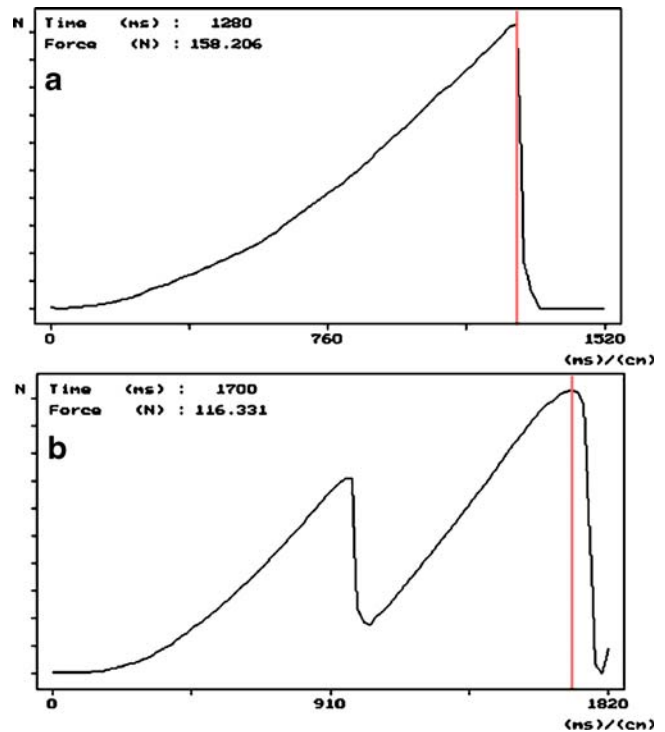 N Time (ms) : 1280
Force (N) : 158.206
a
0 760 1520
(ms)/(cm)
N Time (ms) : 1700
Force (N) : 116.331
b
0 910 1820
(ms)/(cm)